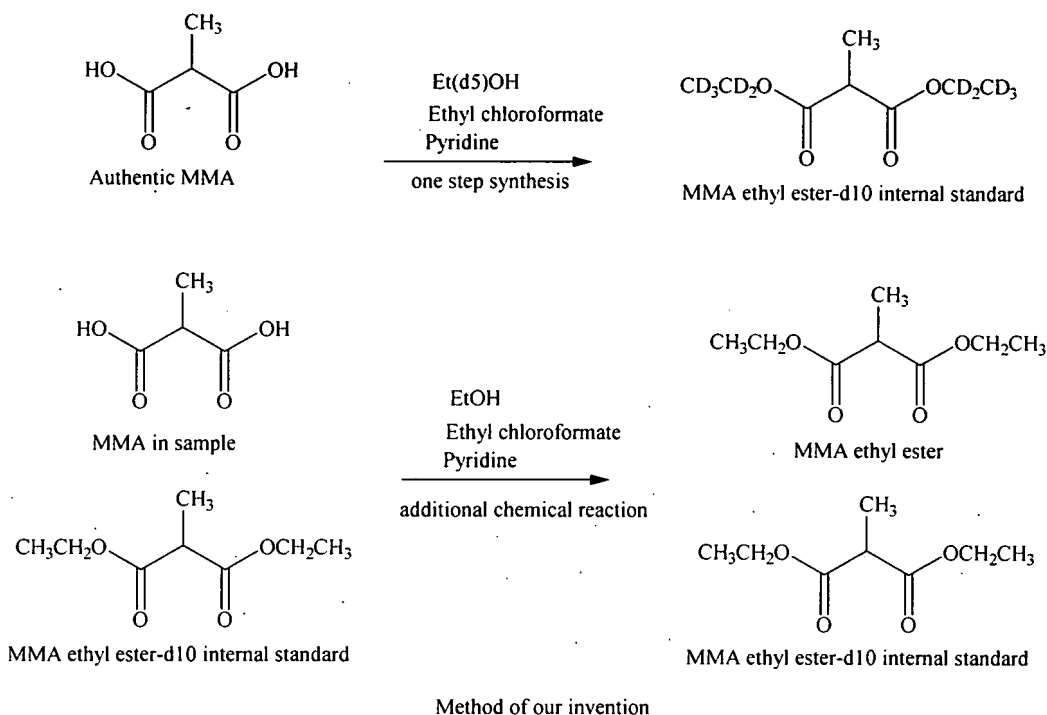 CH3
HO OH
O O
Authentic MMA
Et(d5)OH
Ethyl chloroformate
Pyridine
one step synthesis
CH3
CD3CD2O OCD2CD3
O O
MMA ethyl ester-d10 internal standard
CH3
HO OH
O O
MMA in sample
CH3
CH3CH2O OCH2CH3
O O
MMA ethyl ester-d10 internal standard
EtOH
Ethyl chloroformate
Pyridine
additional chemical reaction
CH3
CH3CH2O OCH2CH3
O O
MMA ethyl ester
CH3
CH3CH2O OCH2CH3
O O
MMA ethyl ester-d10 internal standard
Method of our invention